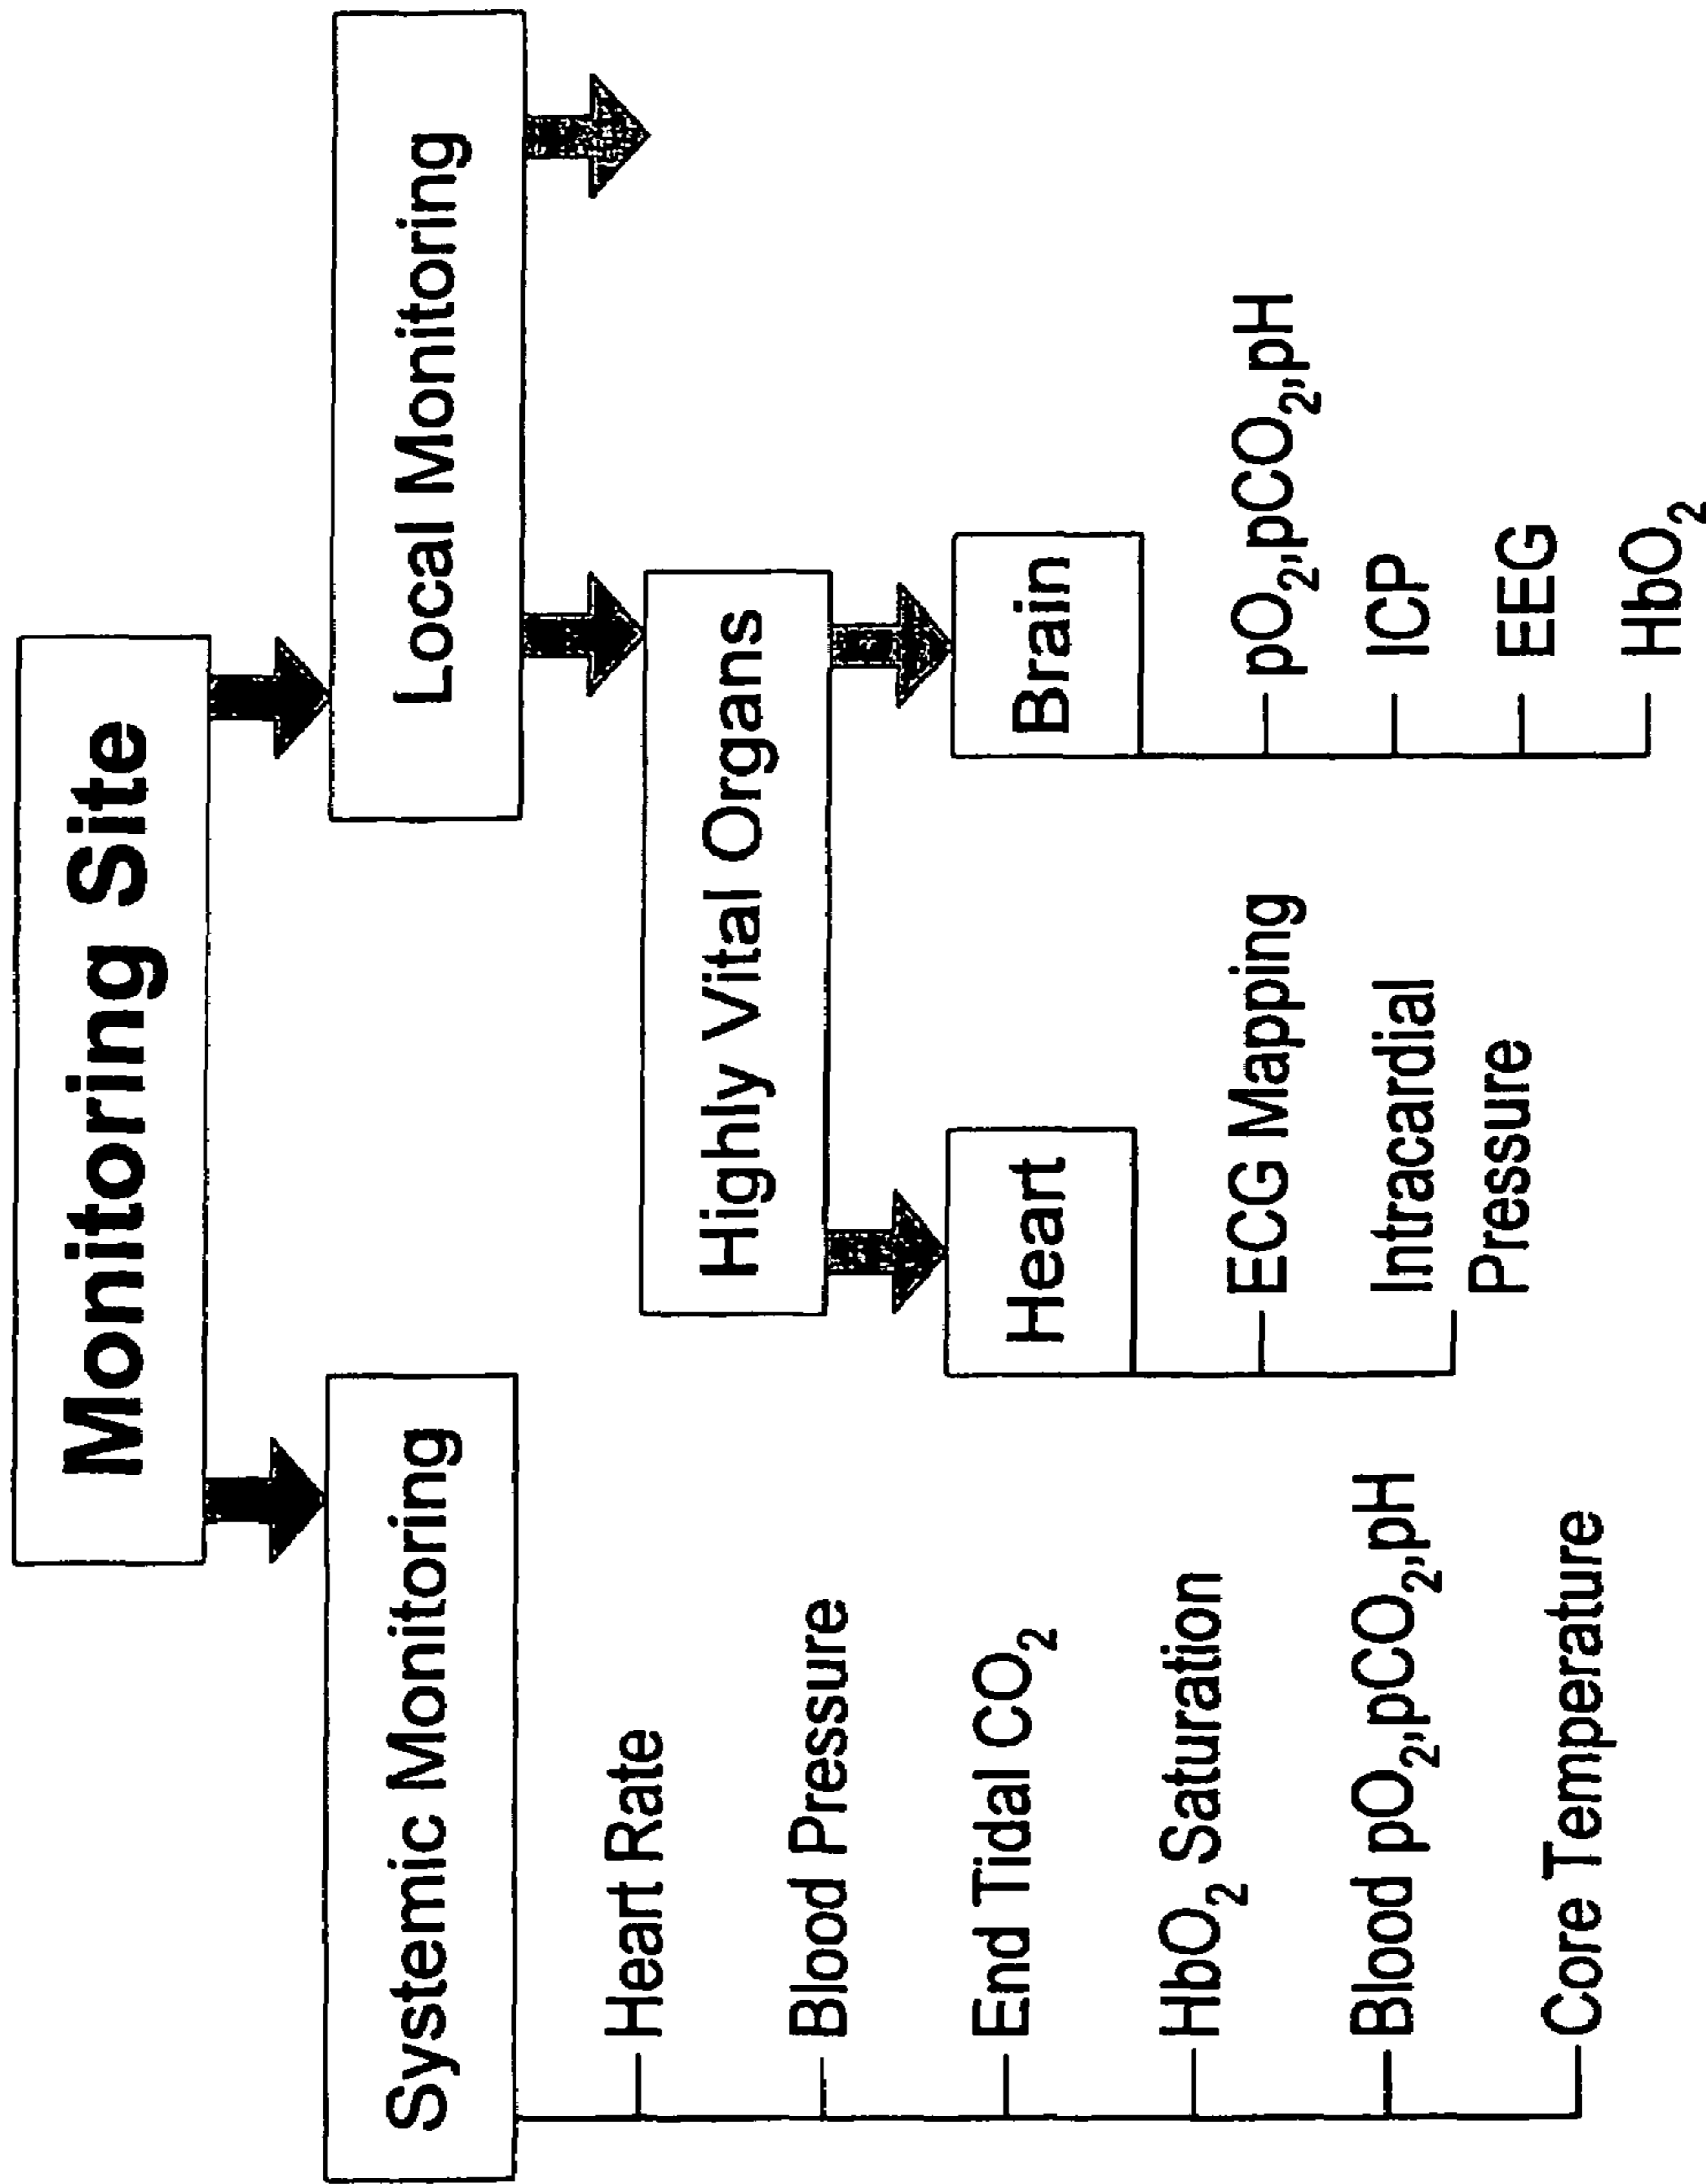 Monitoring Site
Systemic Monitoring
Heart Rate
Blood Pressure
End Tidal CO₂
HbO₂ Saturation
Blood pO₂,pCO₂,pH
Core Temperature
Local Monitoring
Highly Vital Organs
Heart
ECG Mapping
Intracardial
Pressure
Brain
pO₂,pCO₂,pH
ICP
EEG
HbO₂